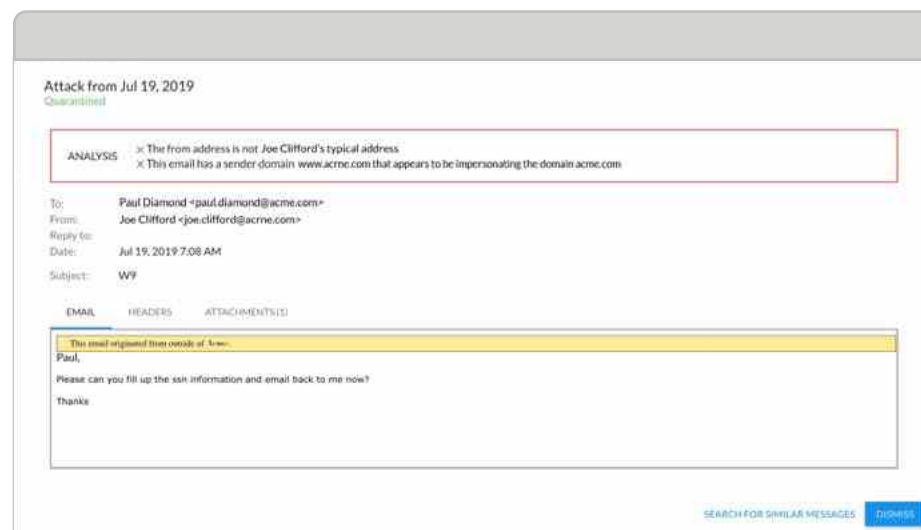 Attack from Jul 19, 2019
Quarantined
ANALYSIS
× The from address is not Joe Clifford's typical address
× This email has a sender domain www.acrne.com that appears to be impersonating the domain acme.com
To: Paul Diamond <paul.diamond@acme.com>
From: Joe Clifford <joe.clifford@acrne.com>
Reply to:
Date: Jul 19, 2019 7:08 AM
Subject: W9
EMAIL HEADERS ATTACHMENTS (1)
This email originated from outside of Acme.
Paul,
Please can you fill up the ssn information and email back to me now?
Thanks
SEARCH FOR SIMILAR MESSAGES DISMISS